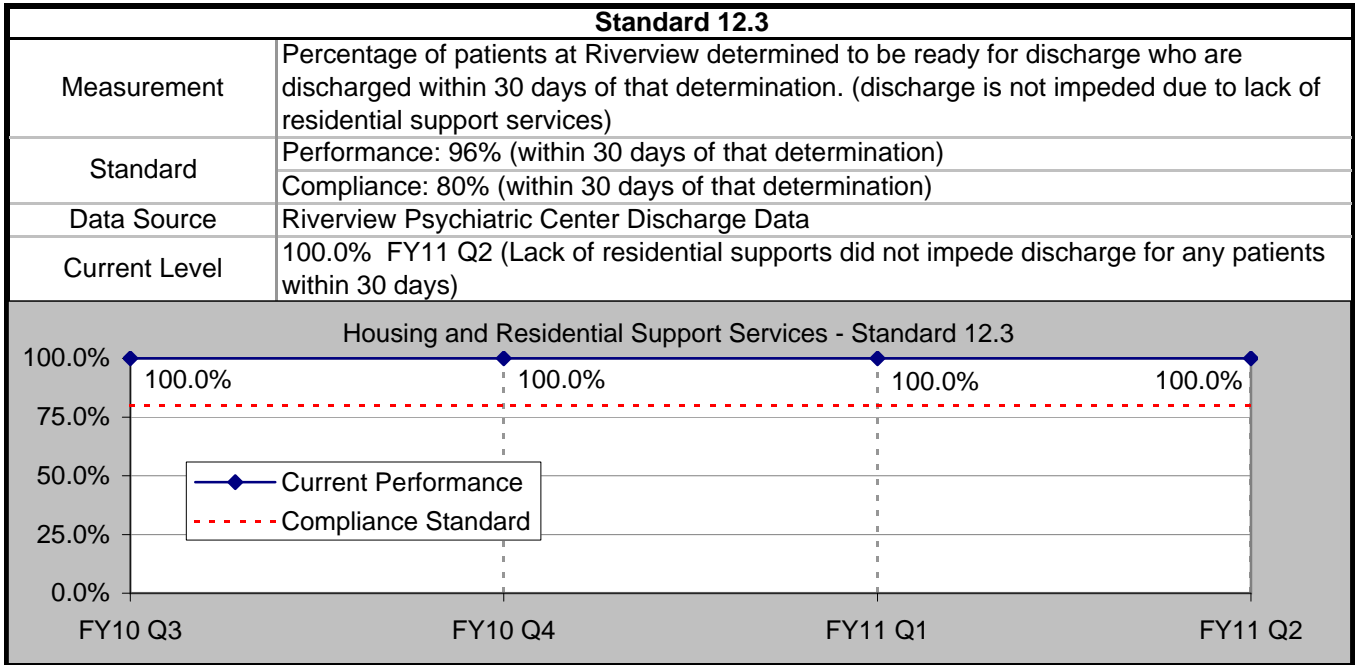 Standard 12.3
Measurement
Percentage of patients at Riverview determined to be ready for discharge who are
discharged within 30 days of that determination. (discharge is not impeded due to lack of
residential support services)
Standard
Performance: 96% (within 30 days of that determination)
Compliance: 80% (within 30 days of that determination)
Data Source
Riverview Psychiatric Center Discharge Data
Current Level
100.0% FY11 Q2 (Lack of residential supports did not impede discharge for any patients
within 30 days)
Housing and Residential Support Services - Standard 12.3
100.0%
100.0% 100.0% 100.0% 100.0%
75.0%
50.0%
Current Performance
Compliance Standard
25.0%
0.0%
FY10 Q3 FY10 Q4 FY11 Q1 FY11 Q2